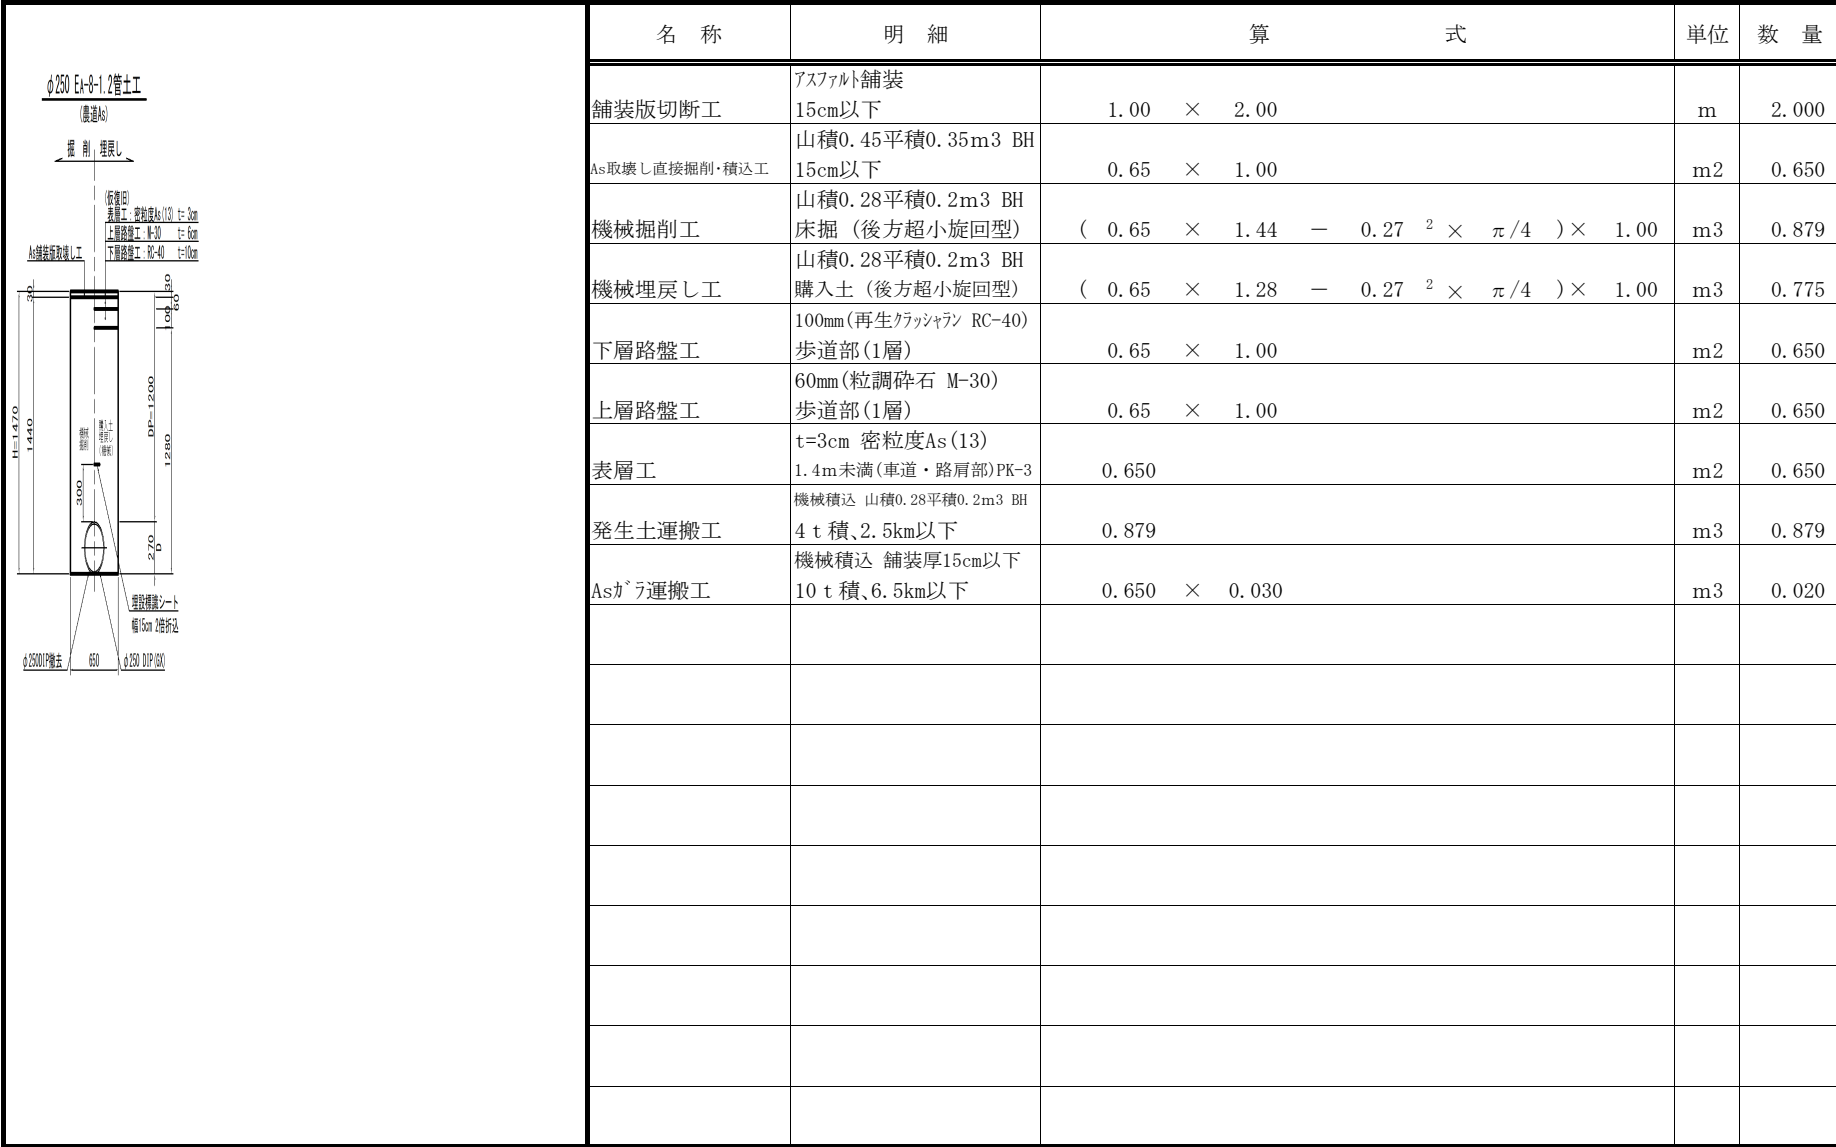 φ250 EA-8-1.2管土工
(農道As)
掘 削 埋戻し
(仮復旧)
表層工：密粒度As(13) t= 3cm
上層路盤工：M-30 t= 6cm
As舗装版取壊し工
下層路盤工：RC-40 t=10cm
30
30
60
100
H=1470
1440
DP=1200
1280
機械
掘削
購入土
埋戻し
(機械)
300
270
D
埋設標識シート
幅15cm 2倍折込
φ250DIP撤去
650
φ250 DIP(GX)
名 称 明 細 算 式 単位 数 量
ｱｽﾌｧﾙﾄ舗装
舗装版切断工 15cm以下 1.00 × 2.00 m 2.000
山積0.45平積0.35m3 BH
As取壊し直接掘削･積込工 15cm以下 0.65 × 1.00 m2 0.650
山積0.28平積0.2m3 BH
機械掘削工 床掘 (後方超小旋回型) ( 0.65 × 1.44 － 0.27 ² × π/4 )× 1.00 m3 0.879
山積0.28平積0.2m3 BH
機械埋戻し工 購入土 (後方超小旋回型) ( 0.65 × 1.28 － 0.27 ² × π/4 )× 1.00 m3 0.775
100mm(再生ｸﾗｯｼｬﾗﾝ RC-40)
下層路盤工 歩道部(1層) 0.65 × 1.00 m2 0.650
60mm(粒調砕石 M-30)
上層路盤工 歩道部(1層) 0.65 × 1.00 m2 0.650
t=3cm 密粒度As(13)
表層工 1.4m未満(車道・路肩部)PK-3 0.650 m2 0.650
機械積込 山積0.28平積0.2m3 BH
発生土運搬工 4ｔ積､2.5km以下 0.879 m3 0.879
機械積込 舗装厚15cm以下
Asｶﾞﾗ運搬工 10ｔ積､6.5km以下 0.650 × 0.030 m3 0.020